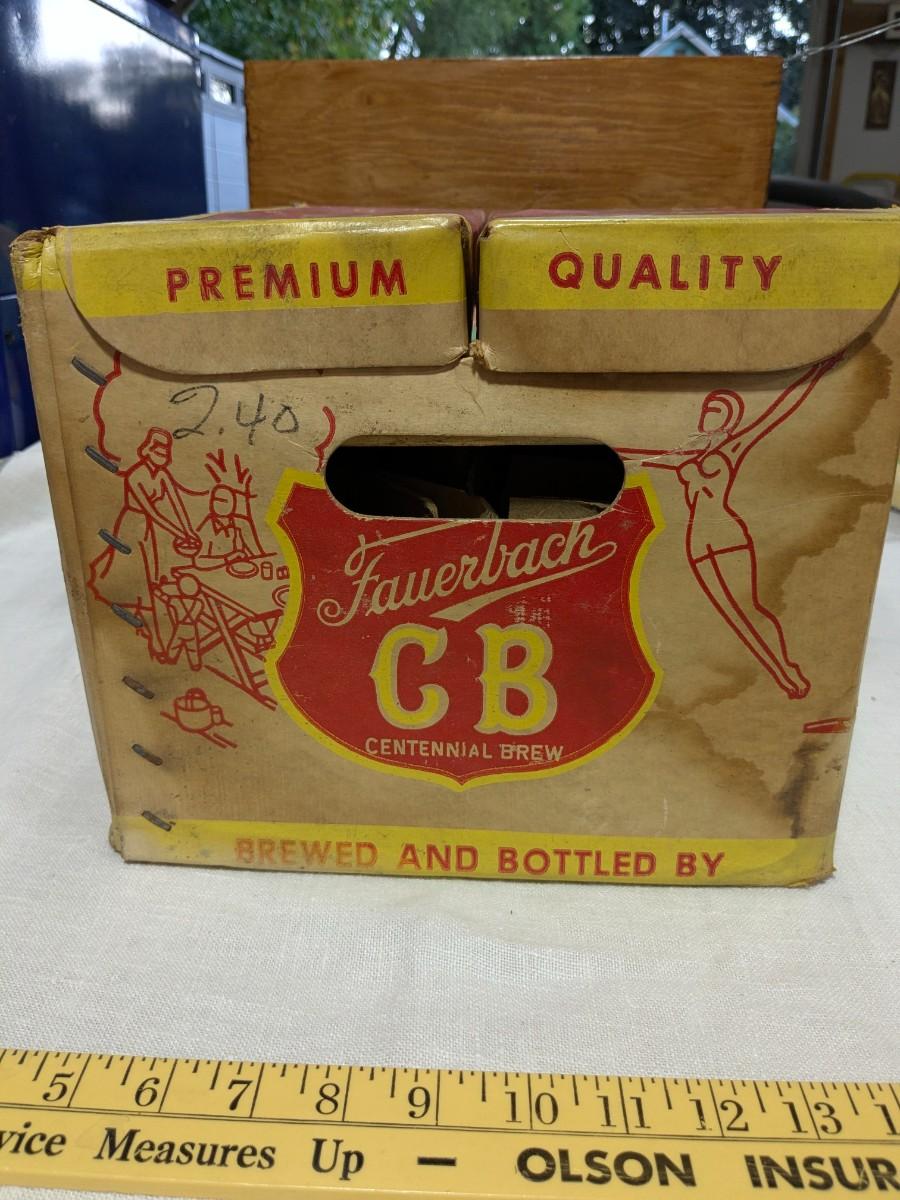 PREMIUM QUALITY
2.40
Fauerbach
CB
CENTENNIAL BREW
BREWED AND BOTTLED BY
5 6 7 8 9 10 11 12 13
vice Measures Up — OLSON INSUR